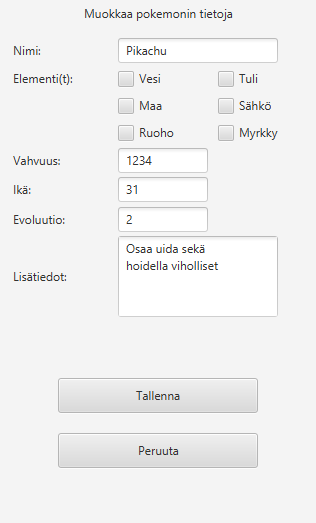 Muokkaa pokemonin tietoja
Nimi: Pikachu
Elementi(t): Vesi Tuli
Maa Sähkö
Ruoho Myrkky
Vahvuus: 1234
Ikä: 31
Evoluutio: 2
Lisätiedot: Osaa uida sekä
hoidella viholliset
Tallenna
Peruuta